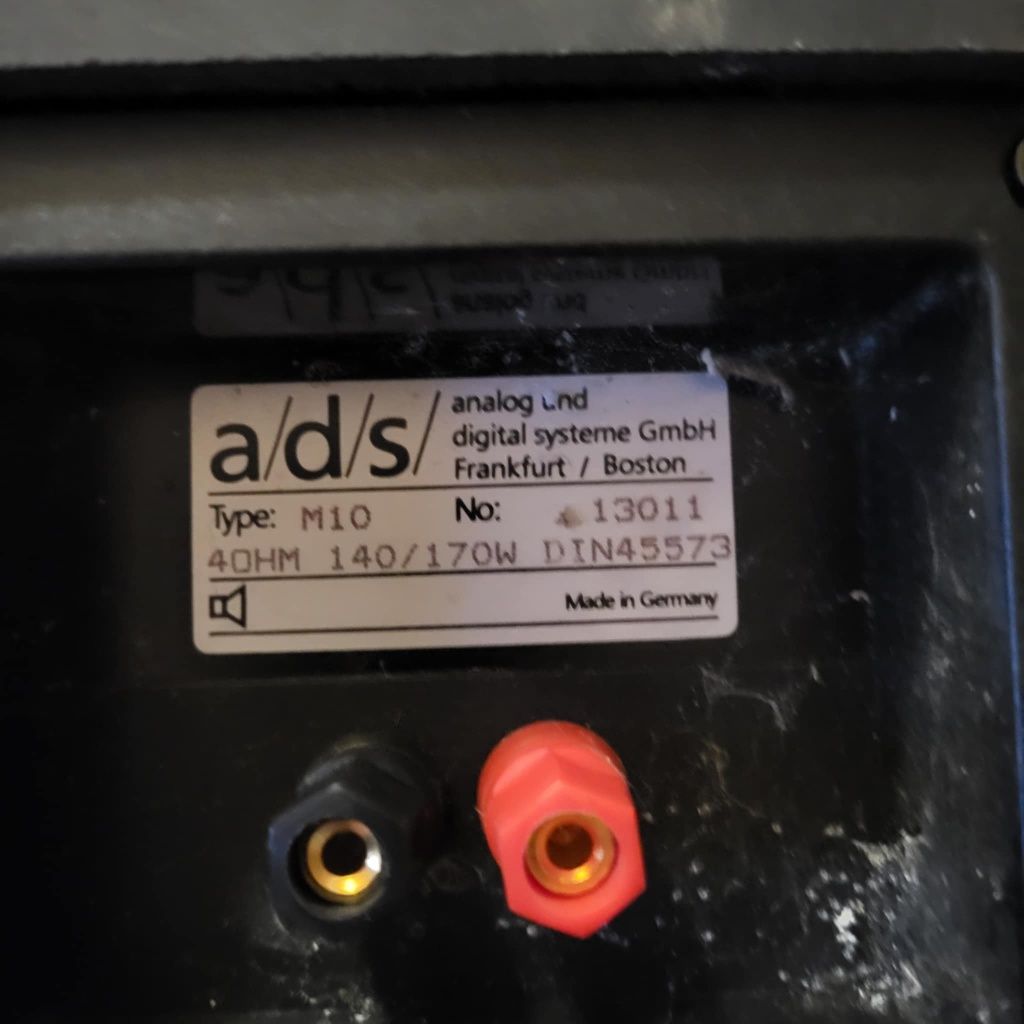 a/d/s/
analog und
digital systeme GmbH
Frankfurt / Boston
Type: M10 No: 13011
4OHM 140/170W DIN45573
Made in Germany